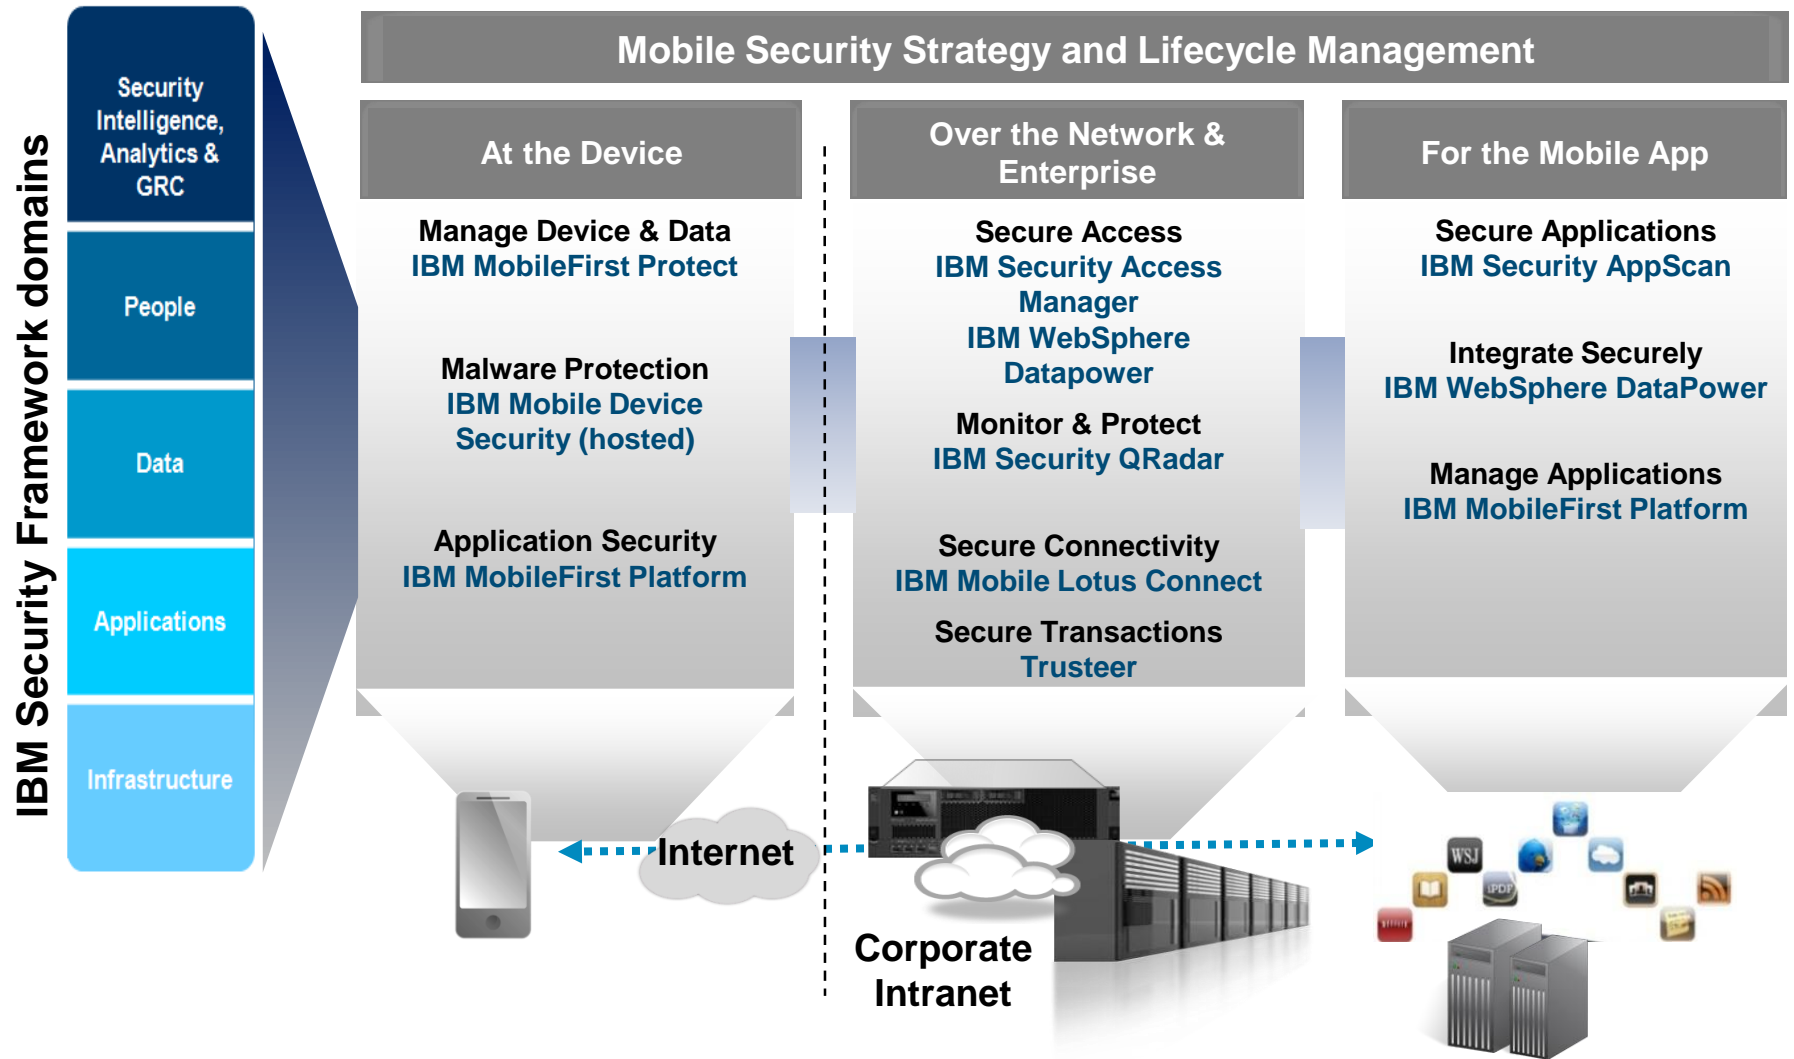 Mobile Security Strategy and Lifecycle Management
IBM Security Framework domains
Security
Intelligence,
Analytics &
GRC
People
Data
Applications
Infrastructure
At the Device
Manage Device & Data
IBM MobileFirst Protect
Malware Protection
IBM Mobile Device
Security (hosted)
Application Security
IBM MobileFirst Platform
Over the Network &
Enterprise
Secure Access
IBM Security Access
Manager
IBM WebSphere
Datapower
Monitor & Protect
IBM Security QRadar
Secure Connectivity
IBM Mobile Lotus Connect
Secure Transactions
Trusteer
For the Mobile App
Secure Applications
IBM Security AppScan
Integrate Securely
IBM WebSphere DataPower
Manage Applications
IBM MobileFirst Platform
Internet
Corporate
Intranet
WSJ
iPDF